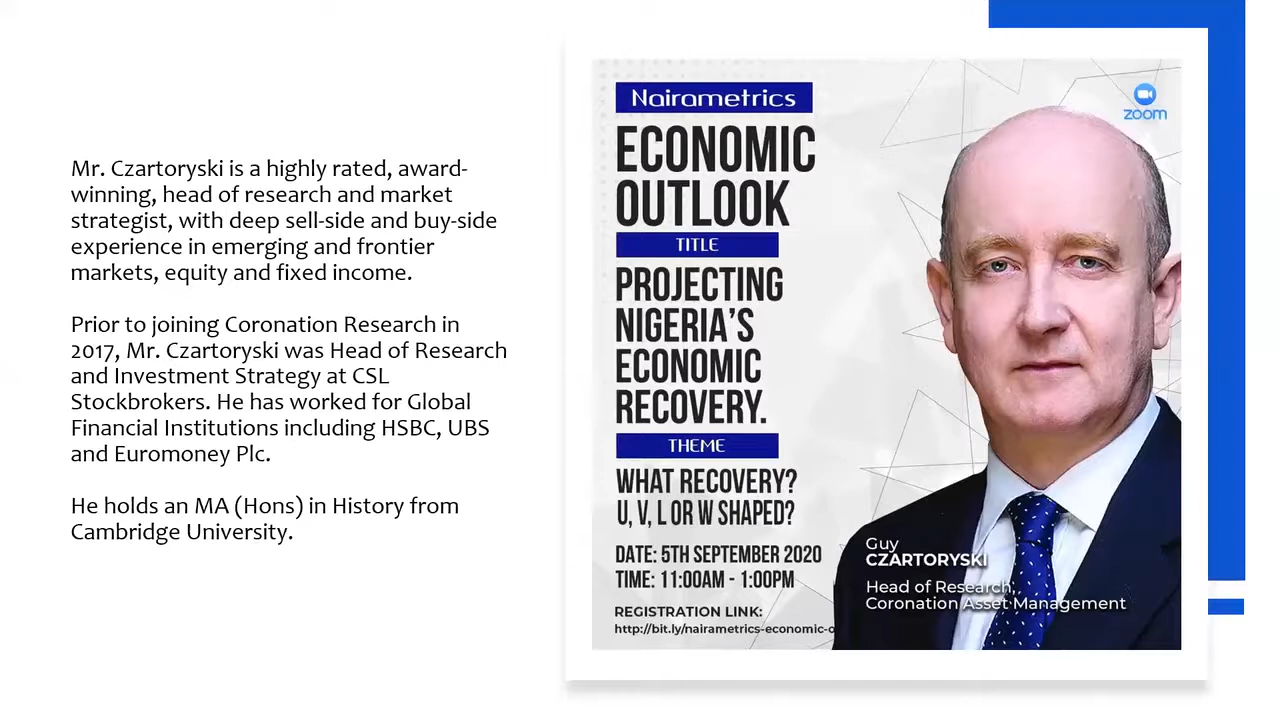 Mr. Czartoryski is a highly rated, award-
winning, head of research and market
strategist, with deep sell-side and buy-side
experience in emerging and frontier
markets, equity and fixed income.
Prior to joining Coronation Research in
2017, Mr. Czartoryski was Head of Research
and Investment Strategy at CSL
Stockbrokers. He has worked for Global
Financial Institutions including HSBC, UBS
and Euromoney Plc.
He holds an MA (Hons) in History from
Cambridge University.
Nairametrics
zoom
ECONOMIC
OUTLOOK
TITLE
PROJECTING
NIGERIA'S
ECONOMIC
RECOVERY.
THEME
WHAT RECOVERY?
U, V, L OR W SHAPED?
DATE: 5TH SEPTEMBER 2020
TIME: 11:00AM - 1:00PM
REGISTRATION LINK:
http://bit.ly/nairametrics-economic-o
Guy
CZARTORYSKI
Head of Research,
Coronation Asset Management